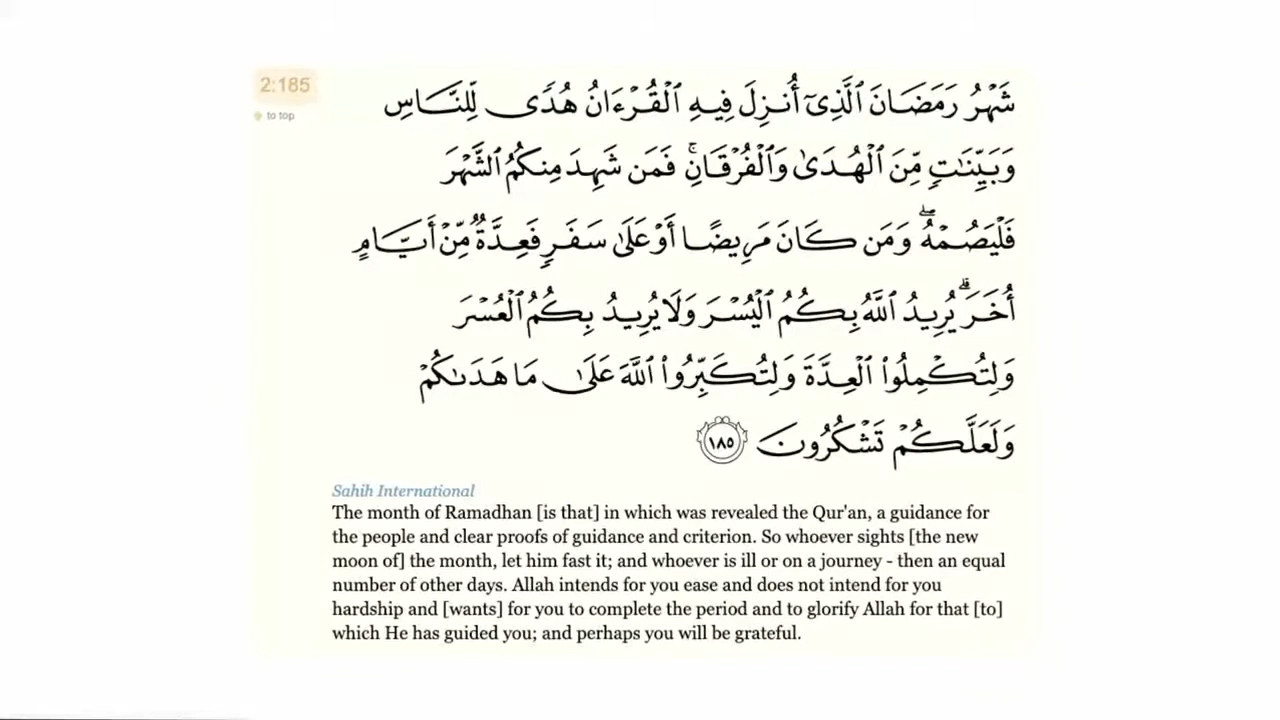 2:185
to top
شَهْرُ رَمَضَانَ ٱلَّذِىٓ أُنزِلَ فِيهِ ٱلْقُرْءَانُ هُدًى لِّلنَّاسِ
وَبَيِّنَـٰتٍ مِّنَ ٱلْهُدَىٰ وَٱلْفُرْقَانِ ۚ فَمَن شَهِدَ مِنكُمُ ٱلشَّهْرَ
فَلْيَصُمْهُ ۖ وَمَن كَانَ مَرِيضًا أَوْ عَلَىٰ سَفَرٍ فَعِدَّةٌ مِّنْ أَيَّامٍ
أُخَرَ ۗ يُرِيدُ ٱللَّهُ بِكُمُ ٱلْيُسْرَ وَلَا يُرِيدُ بِكُمُ ٱلْعُسْرَ
وَلِتُكْمِلُوا۟ ٱلْعِدَّةَ وَلِتُكَبِّرُوا۟ ٱللَّهَ عَلَىٰ مَا هَدَىٰكُمْ
وَلَعَلَّكُمْ تَشْكُرُونَ ١٨٥
Sahih International
The month of Ramadhan [is that] in which was revealed the Qur'an, a guidance for
the people and clear proofs of guidance and criterion. So whoever sights [the new
moon of] the month, let him fast it; and whoever is ill or on a journey - then an equal
number of other days. Allah intends for you ease and does not intend for you
hardship and [wants] for you to complete the period and to glorify Allah for that [to]
which He has guided you; and perhaps you will be grateful.